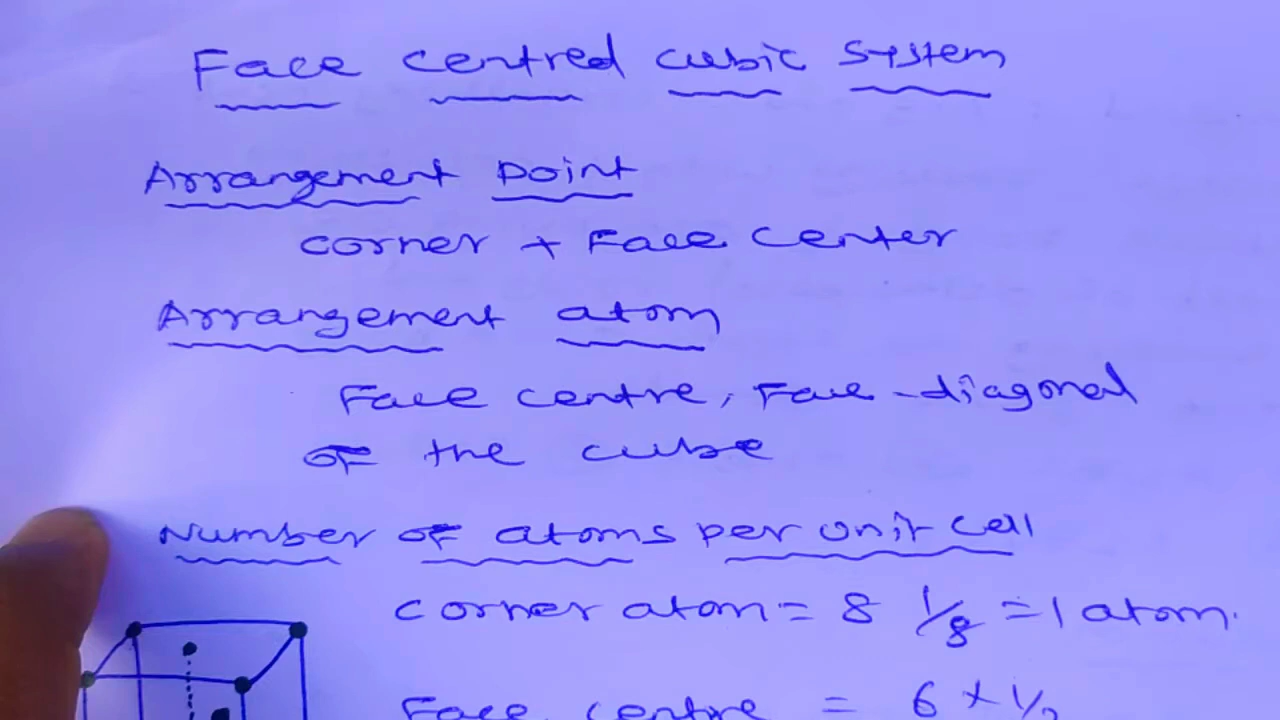 Face centred cubic system
Arrangement point
corner + Face center
Arrangement atom
Face centre, Face-diagonal
of the cube
Number of atoms per unit cell
corner atom = 8 1/8 = 1 atom.
Face centre = 6 x 1/2